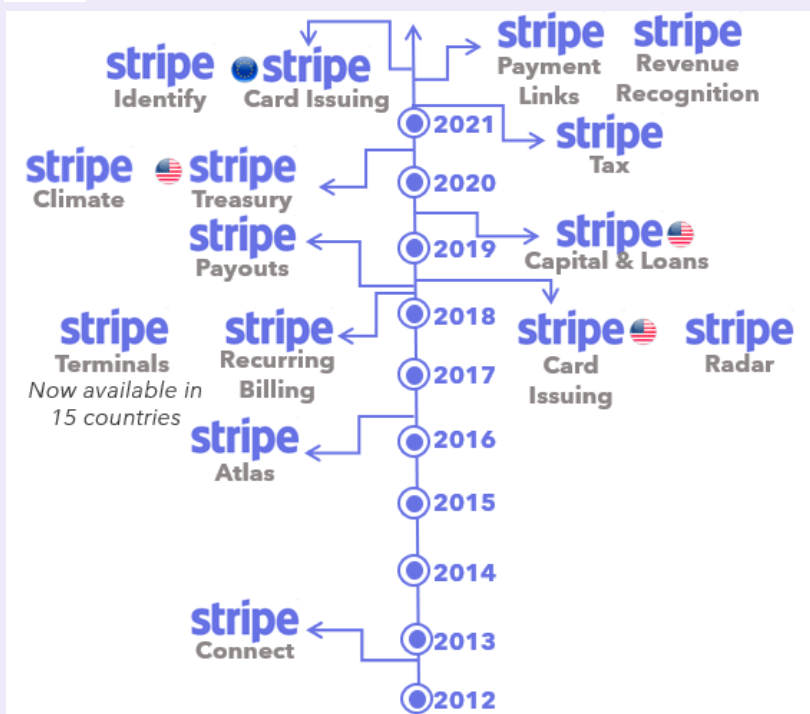 stripe
Identify
stripe
Card Issuing
stripe
Payment
Links
stripe
Revenue
Recognition
2021
stripe
Tax
stripe
Climate
stripe
Treasury
2020
stripe
Payouts
2019
stripe
Capital & Loans
stripe
Terminals
Now available in
15 countries
stripe
Recurring
Billing
2018
stripe
Card
Issuing
stripe
Radar
2017
stripe
Atlas
2016
2015
2014
stripe
Connect
2013
2012